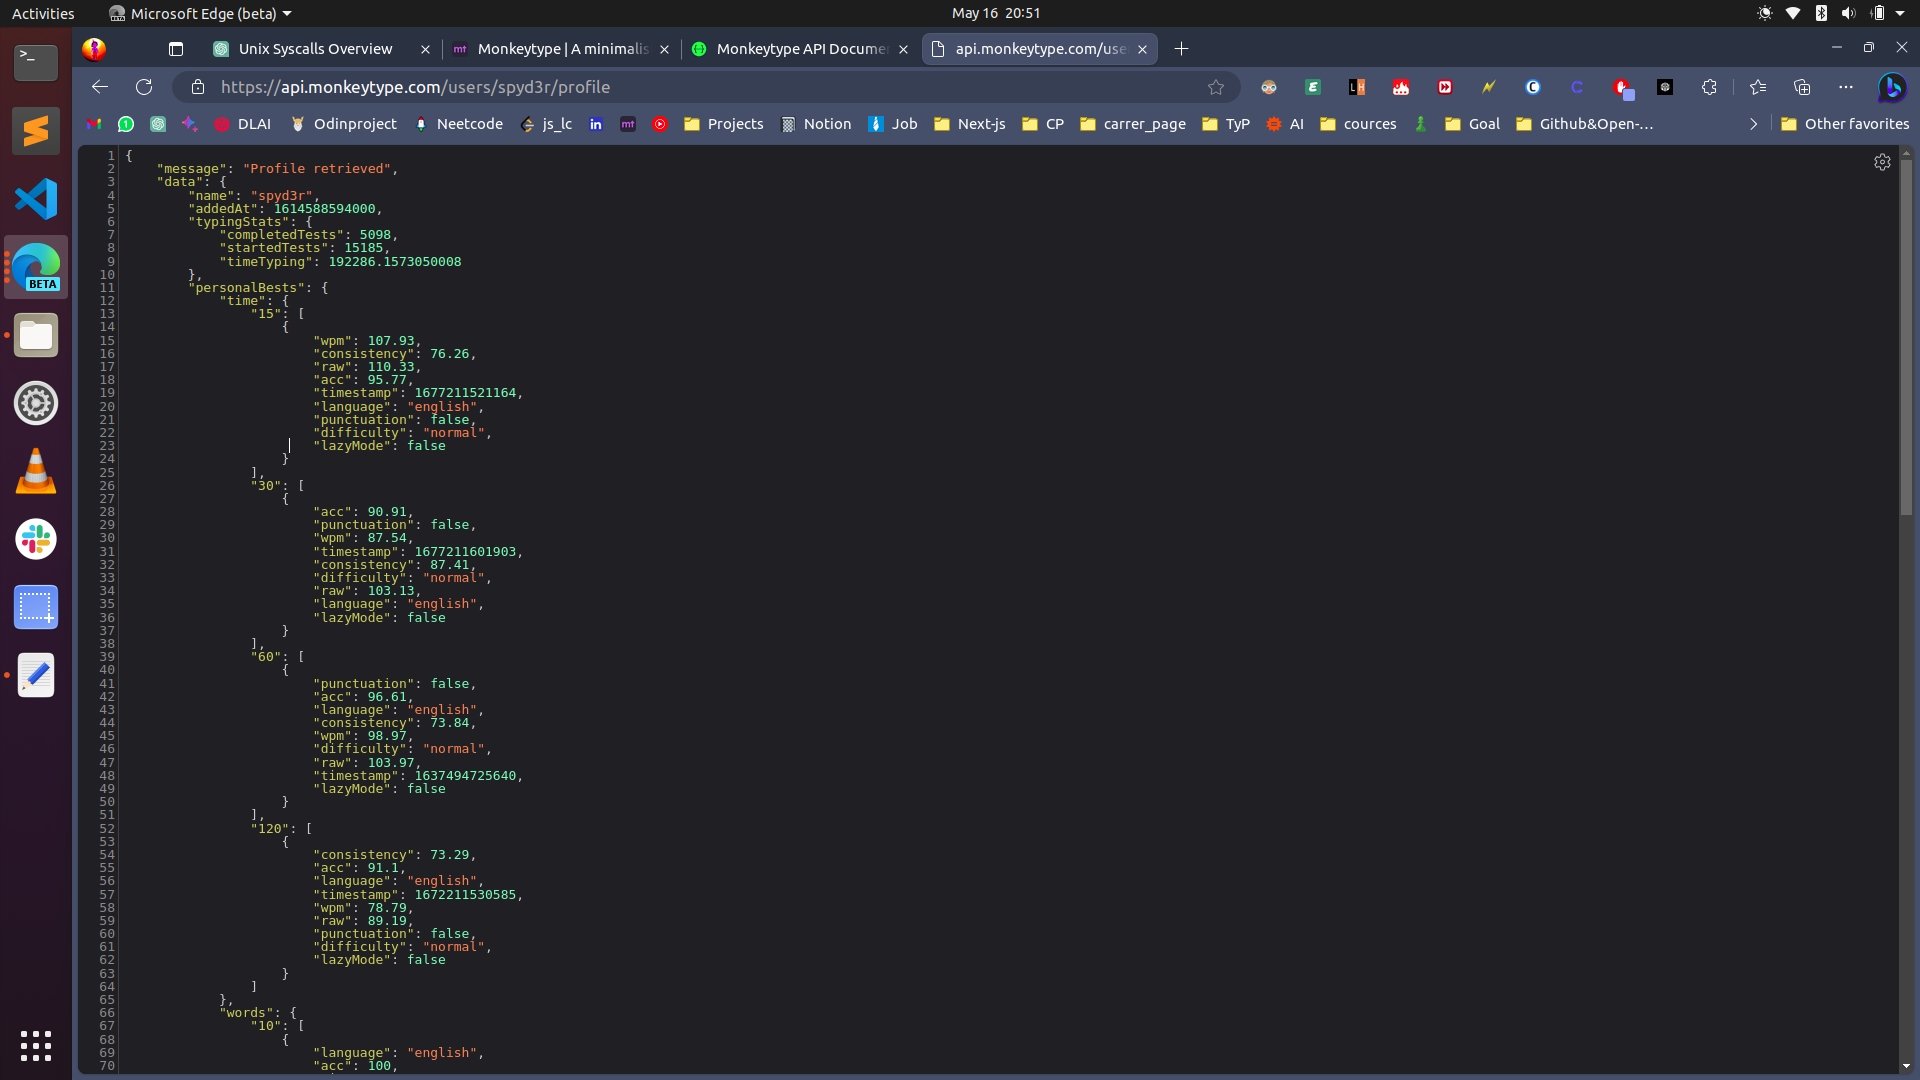 Activities
Microsoft Edge (beta)
May 16 20:51
Unix Syscalls Overview
Monkeytype | A minimalis
Monkeytype API Documen
api.monkeytype.com/use
https://api.monkeytype.com/users/spyd3r/profile
DLAI
Odinproject
Neetcode
js_lc
Projects
Notion
Job
Next-js
CP
carrer_page
TyP
AI
cources
Goal
Github&Open-...
Other favorites
BETA
1 {
2 "message": "Profile retrieved",
3 "data": {
4 "name": "spyd3r",
5 "addedAt": 1614588594000,
6 "typingStats": {
7 "completedTests": 5098,
8 "startedTests": 15185,
9 "timeTyping": 192286.1573050008
10 },
11 "personalBests": {
12 "time": {
13 "15": [
14 {
15 "wpm": 107.93,
16 "consistency": 76.26,
17 "raw": 110.33,
18 "acc": 95.77,
19 "timestamp": 1677211521164,
20 "language": "english",
21 "punctuation": false,
22 "difficulty": "normal",
23 "lazyMode": false
24 }
25 ],
26 "30": [
27 {
28 "acc": 90.91,
29 "punctuation": false,
30 "wpm": 87.54,
31 "timestamp": 1677211601903,
32 "consistency": 87.41,
33 "difficulty": "normal",
34 "raw": 103.13,
35 "language": "english",
36 "lazyMode": false
37 }
38 ],
39 "60": [
40 {
41 "punctuation": false,
42 "acc": 96.61,
43 "language": "english",
44 "consistency": 73.84,
45 "wpm": 98.97,
46 "difficulty": "normal",
47 "raw": 103.97,
48 "timestamp": 1637494725640,
49 "lazyMode": false
50 }
51 ],
52 "120": [
53 {
54 "consistency": 73.29,
55 "acc": 91.1,
56 "language": "english",
57 "timestamp": 1672211530585,
58 "wpm": 78.79,
59 "raw": 89.19,
60 "punctuation": false,
61 "difficulty": "normal",
62 "lazyMode": false
63 }
64 ]
65 },
66 "words": {
67 "10": [
68 {
69 "language": "english",
70 "acc": 100,